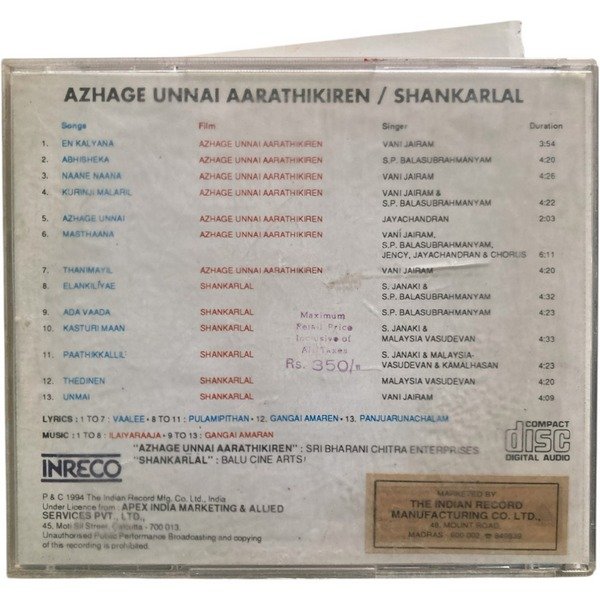 AZHAGE UNNAI AARATHIKIREN / SHANKARLAL
Songs Film Singer Duration
1. EN KALYANA AZHAGE UNNAI AARATHIKIREN VANI JAIRAM 3:54
2. ABHISHEKA AZHAGE UNNAI AARATHIKIREN S.P. BALASUBRAHMANYAM 4:20
3. NAANE NAANA AZHAGE UNNAI AARATHIKIREN VANI JAIRAM 4:26
4. KURINJI MALARIL AZHAGE UNNAI AARATHIKIREN VANI JAIRAM &
S.P. BALASUBRAHMANYAM 4:22
5. AZHAGE UNNAI AZHAGE UNNAI AARATHIKIREN JAYACHANDRAN 2:03
6. MASTHAANA AZHAGE UNNAI AARATHIKIREN VANI JAIRAM,
S.P. BALASUBRAHMANYAM,
JENCY, JAYACHANDRAN & CHORUS 6:11
7. THANIMAYIL AZHAGE UNNAI AARATHIKIREN VANI JAIRAM 4:20
8. ELANKILIYAE SHANKARLAL S. JANAKI &
S.P. BALASUBRAHMANYAM 4:32
9. ADA VAADA SHANKARLAL S.P. BALASUBRAHMANYAM 4:23
10. KASTURI MAAN SHANKARLAL S. JANAKI &
MALAYSIA VASUDEVAN 4:33
11. PAATHIKKALLIL SHANKARLAL S. JANAKI & MALAYSIA-
VASUDEVAN & KAMALHASAN 4:23
12. THEDINEN SHANKARLAL MALAYSIA VASUDEVAN 4:20
13. UNMAI SHANKARLAL VANI JAIRAM 4:09
Maximum
Retail Price
Inclusive of
All Taxes
Rs. 350/=
LYRICS : 1 TO 7 : VAALEE • 8 TO 11 : PULAMIPITHAN • 12. GANGAI AMAREN • 13. PANJUARUNACHALAM
MUSIC : 1 TO 8 : ILAIYARAAJA • 9 TO 13 : GANGAI AMARAN
"AZHAGE UNNAI AARATHIKIREN" : SRI BHARANI CHITRA ENTERPRISES
"SHANKARLAL" : BALU CINE ARTS
INRECO
COMPACT
disc
DIGITAL AUDIO
P & C 1994 The Indian Record Mfg. Co. Ltd., India
Under Licence from : APEX INDIA MARKETING & ALLIED
SERVICES PVT., LTD.,
45, Moti Sil Street, Calcutta - 700 013.
Unauthorised Public Performance Broadcasting and copying
of this recording is prohibited.
MARKETED BY
THE INDIAN RECORD
MANUFACTURING CO. LTD.,
MOUNT ROAD,
MADRAS - 600 002 ☎